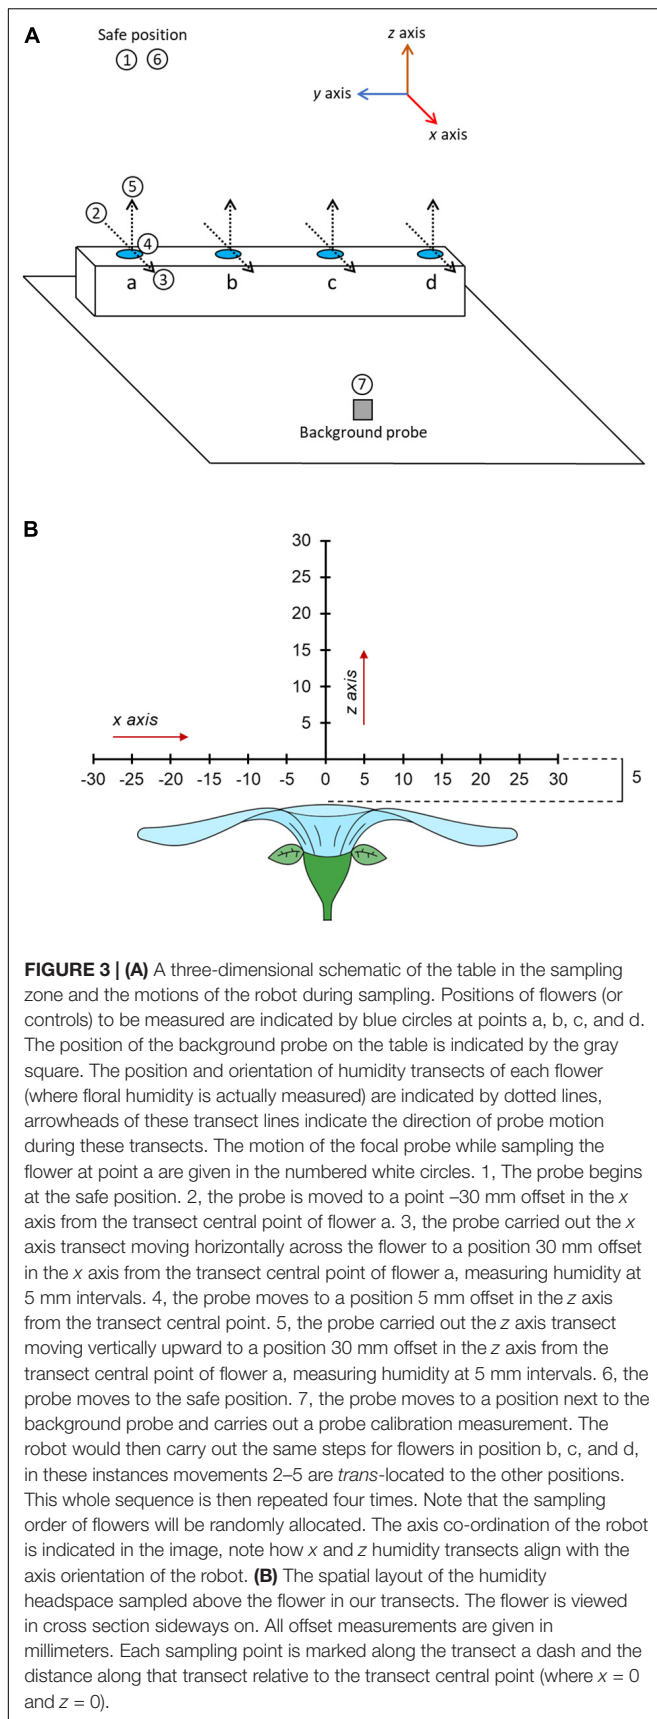 A
Safe position
1 6
z axis
y axis
x axis
5
2
4
3
a b c d
7
Background probe
B
30
25
20
15
10
5
z axis
x axis
-30 -25 -20 -15 -10 -5 0 5 10 15 20 25 30
5
FIGURE 3 | (A) A three-dimensional schematic of the table in the sampling
zone and the motions of the robot during sampling. Positions of flowers (or
controls) to be measured are indicated by blue circles at points a, b, c, and d.
The position of the background probe on the table is indicated by the gray
square. The position and orientation of humidity transects of each flower
(where floral humidity is actually measured) are indicated by dotted lines,
arrowheads of these transect lines indicate the direction of probe motion
during these transects. The motion of the focal probe while sampling the
flower at point a are given in the numbered white circles. 1, The probe begins
at the safe position. 2, the probe is moved to a point –30 mm offset in the x
axis from the transect central point of flower a. 3, the probe carried out the x
axis transect moving horizontally across the flower to a position 30 mm offset
in the x axis from the transect central point of flower a, measuring humidity at
5 mm intervals. 4, the probe moves to a position 5 mm offset in the z axis
from the transect central point. 5, the probe carried out the z axis transect
moving vertically upward to a position 30 mm offset in the z axis from the
transect central point of flower a, measuring humidity at 5 mm intervals. 6, the
probe moves to the safe position. 7, the probe moves to a position next to the
background probe and carries out a probe calibration measurement. The
robot would then carry out the same steps for flowers in position b, c, and d,
in these instances movements 2–5 are trans-located to the other positions.
This whole sequence is then repeated four times. Note that the sampling
order of flowers will be randomly allocated. The axis co-ordination of the robot
is indicated in the image, note how x and z humidity transects align with the
axis orientation of the robot. (B) The spatial layout of the humidity
headspace sampled above the flower in our transects. The flower is viewed
in cross section sideways on. All offset measurements are given in
millimeters. Each sampling point is marked along the transect a dash and the
distance along that transect relative to the transect central point (where x = 0
and z = 0).